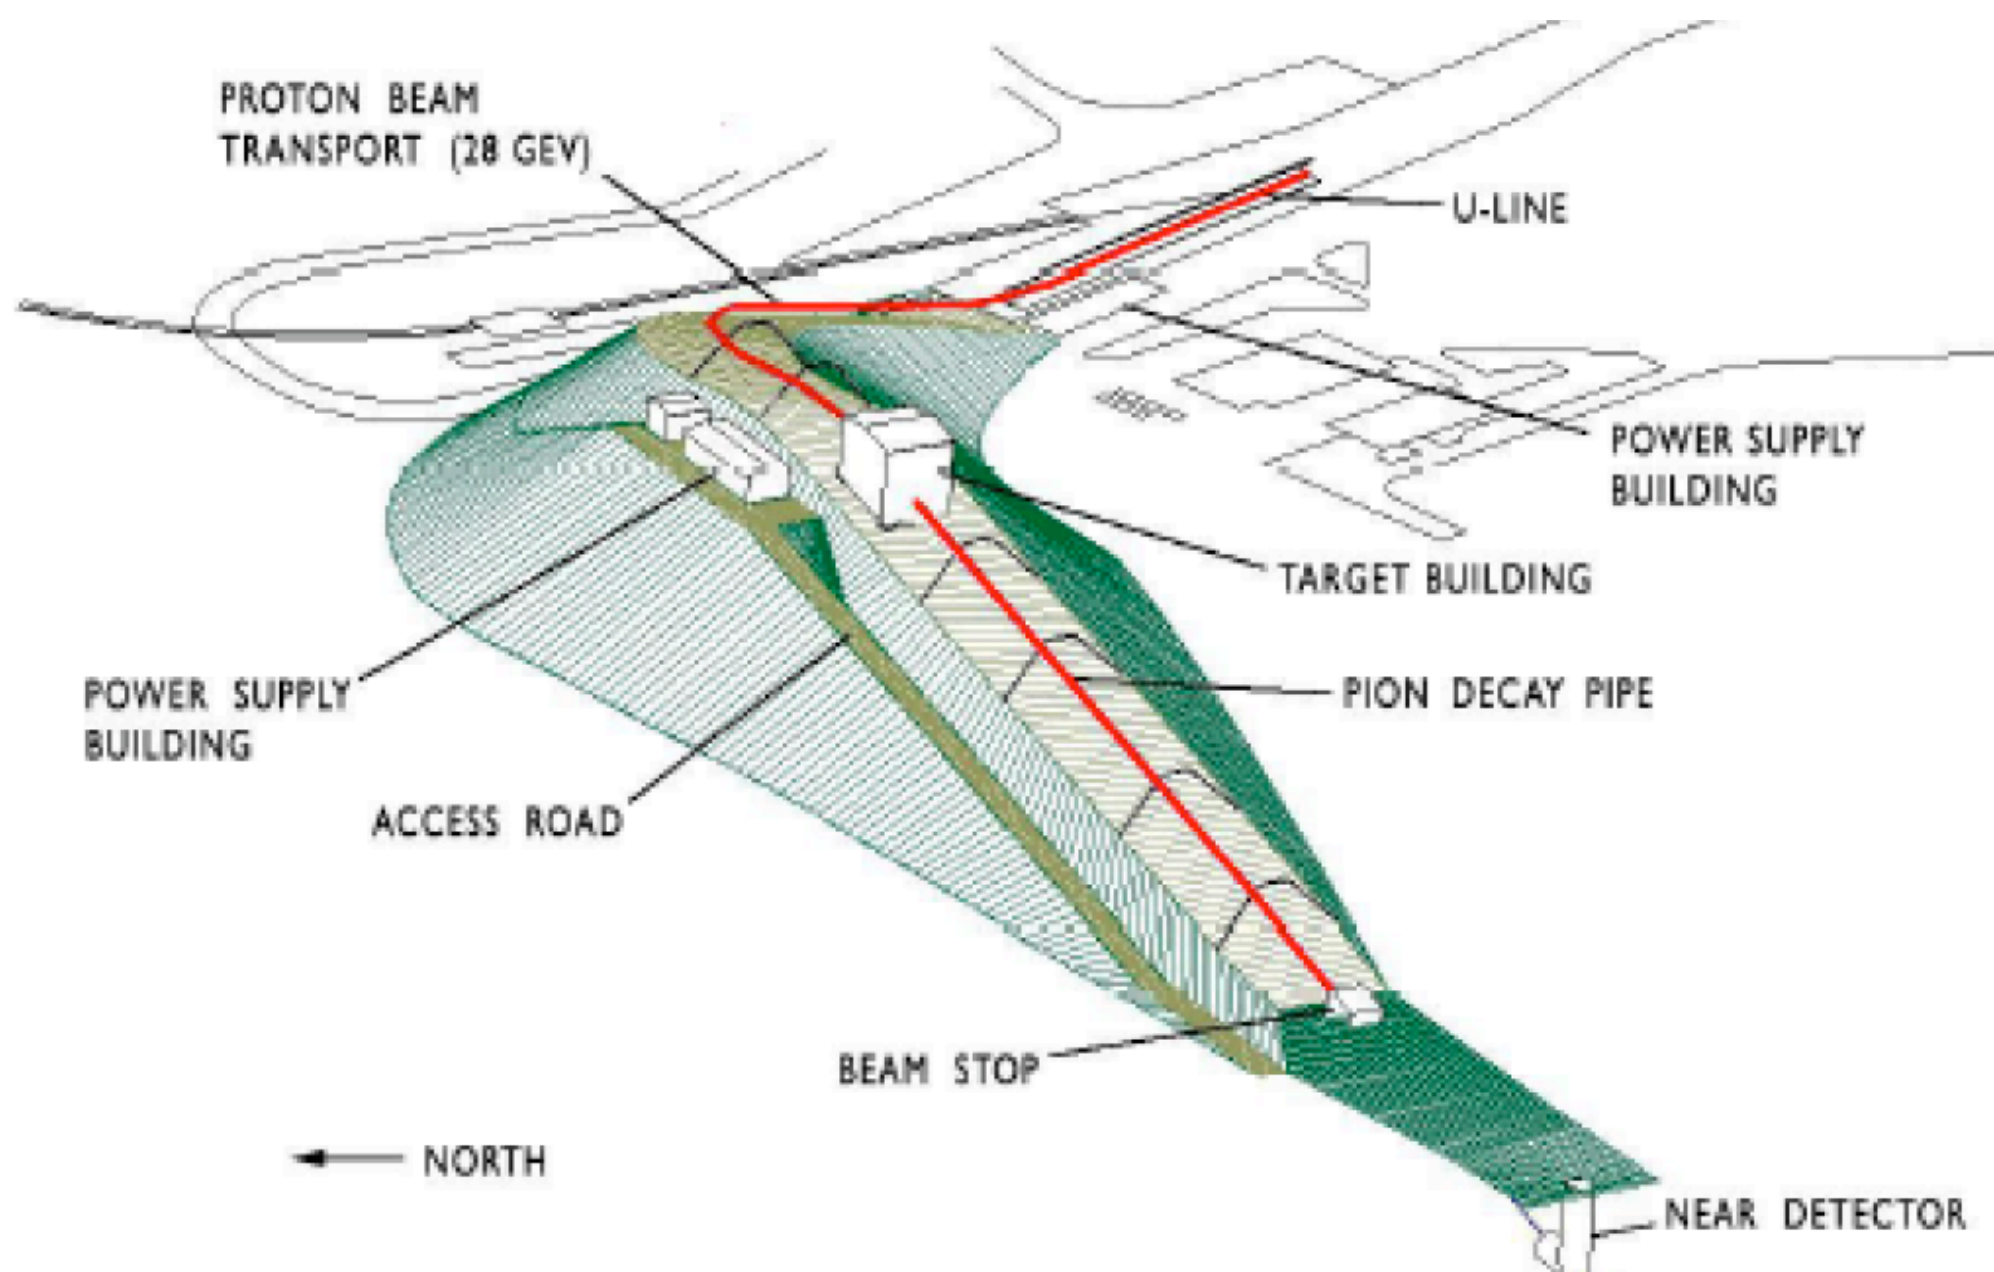 PROTON BEAM
TRANSPORT (28 GEV)
U-LINE
POWER SUPPLY
BUILDING
TARGET BUILDING
POWER SUPPLY
BUILDING
PION DECAY PIPE
ACCESS ROAD
BEAM STOP
NORTH
NEAR DETECTOR